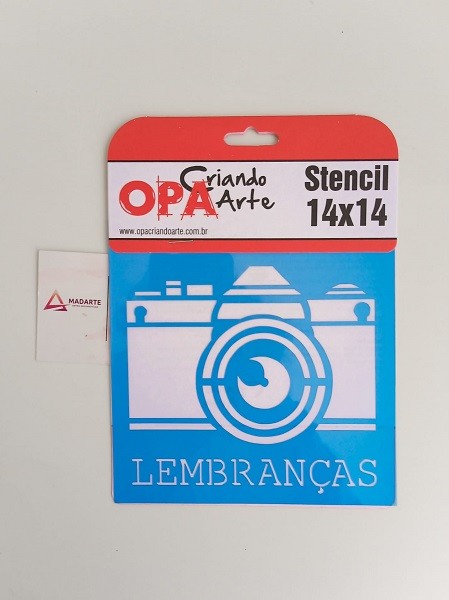 OPA Criando Arte
Stencil
14x14
www.opacriandoarte.com.br
MADARTE
LEMBRANÇAS